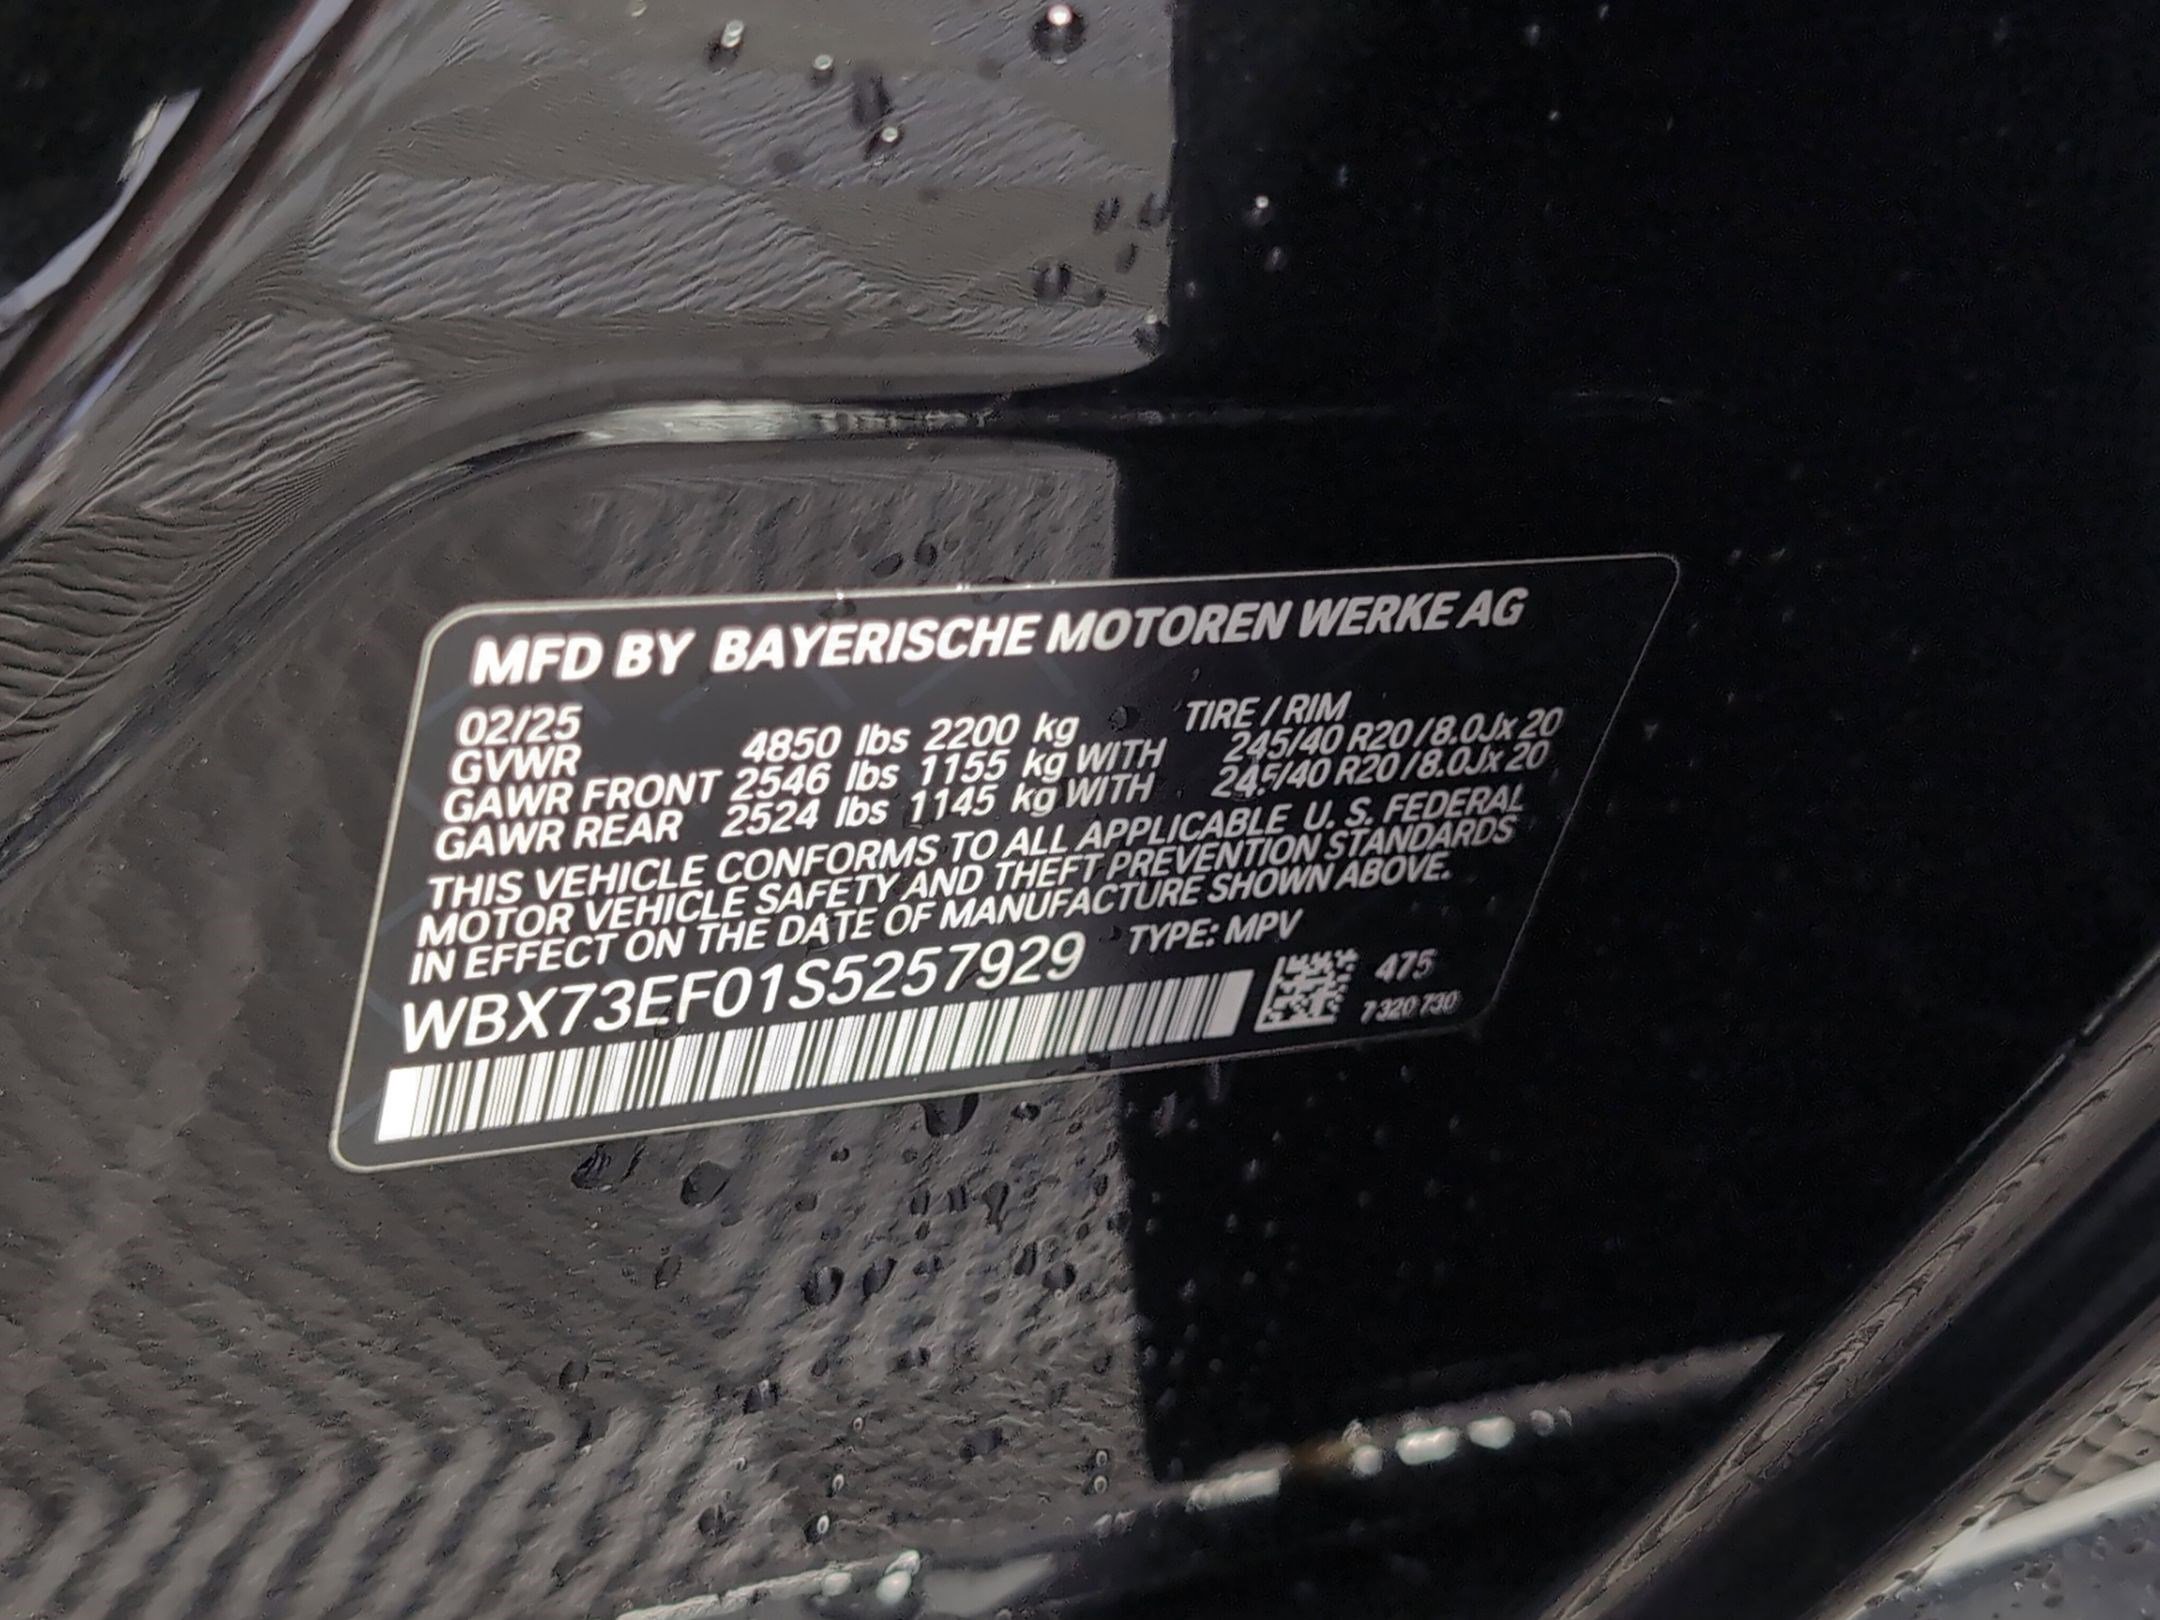 MFD BY BAYERISCHE MOTOREN WERKE AG
02/25 TIRE / RIM
GVWR 4850 lbs 2200 kg
GAWR FRONT 2546 lbs 1155 kg WITH 245/40 R20 /8.0Jx 20
GAWR REAR 2524 lbs 1145 kg WITH 245/40 R20 /8.0Jx 20
THIS VEHICLE CONFORMS TO ALL APPLICABLE U. S. FEDERAL
MOTOR VEHICLE SAFETY AND THEFT PREVENTION STANDARDS
IN EFFECT ON THE DATE OF MANUFACTURE SHOWN ABOVE.
WBX73EF01S5257929 TYPE: MPV
475
7 320 730